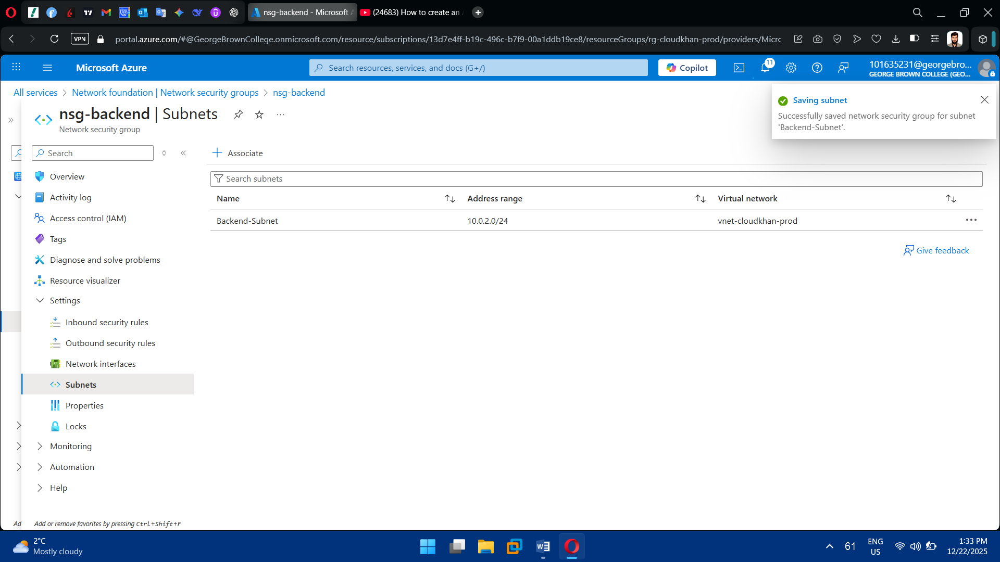 nsg-backend - Microsoft A
(24683) How to create an
VPN
portal.azure.com/#@GeorgeBrownCollege.onmicrosoft.com/resource/subscriptions/13d7e4ff-b19c-496c-b7f9-00a1ddb19ce8/resourceGroups/rg-cloudkhan-prod/providers/Micro
Microsoft Azure
Search resources, services, and docs (G+/)
Copilot
11
101635231@georgebro...
GEORGE BROWN COLLEGE (GEO...
All services > Network foundation | Network security groups > nsg-backend
nsg-backend | Subnets
Network security group
Saving subnet
Successfully saved network security group for subnet
'Backend-Subnet'.
Search
Associate
Search subnets
Overview
Activity log
Access control (IAM)
Tags
Diagnose and solve problems
Resource visualizer
Settings
Inbound security rules
Outbound security rules
Network interfaces
Subnets
Properties
Locks
Monitoring
Automation
Help
Name
Address range
Virtual network
Backend-Subnet
10.0.2.0/24
vnet-cloudkhan-prod
Give feedback
Ad
Add or remove favorites by pressing Ctrl+Shift+F
2°C
Mostly cloudy
61
ENG
US
1:33 PM
12/22/2025